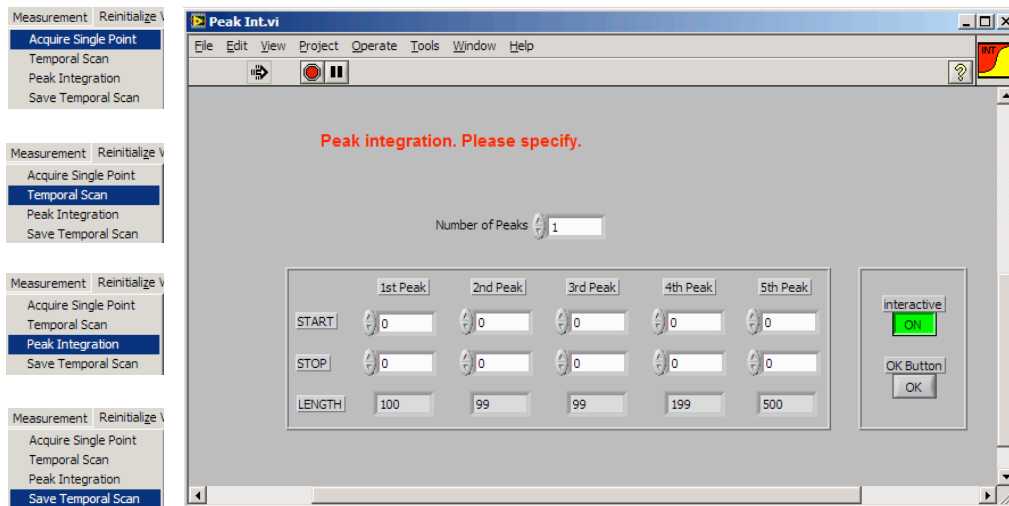 Measurement Reinitialize
Acquire Single Point
Temporal Scan
Peak Integration
Save Temporal Scan
Measurement Reinitialize
Acquire Single Point
Temporal Scan
Peak Integration
Save Temporal Scan
Measurement Reinitialize
Acquire Single Point
Temporal Scan
Peak Integration
Save Temporal Scan
Measurement Reinitialize
Acquire Single Point
Temporal Scan
Peak Integration
Save Temporal Scan
Peak Int.vi
File Edit View Project Operate Tools Window Help
INT
Peak integration. Please specify.
Number of Peaks 1
1st Peak 2nd Peak 3rd Peak 4th Peak 5th Peak
START 0 0 0 0 0
STOP 0 0 0 0 0
LENGTH 100 99 99 199 500
interactive
ON
OK Button
OK